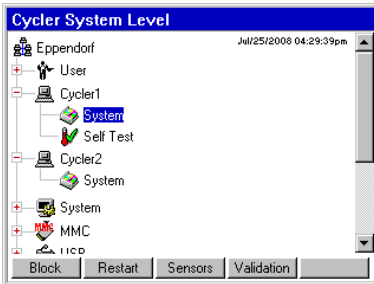 Cycler System Level
Eppendorf
Jul/25/2008 04:29:39pm
User
Cycler1
System
Self Test
Cycler2
System
System
MMC
USB
Block Restart Sensors Validation